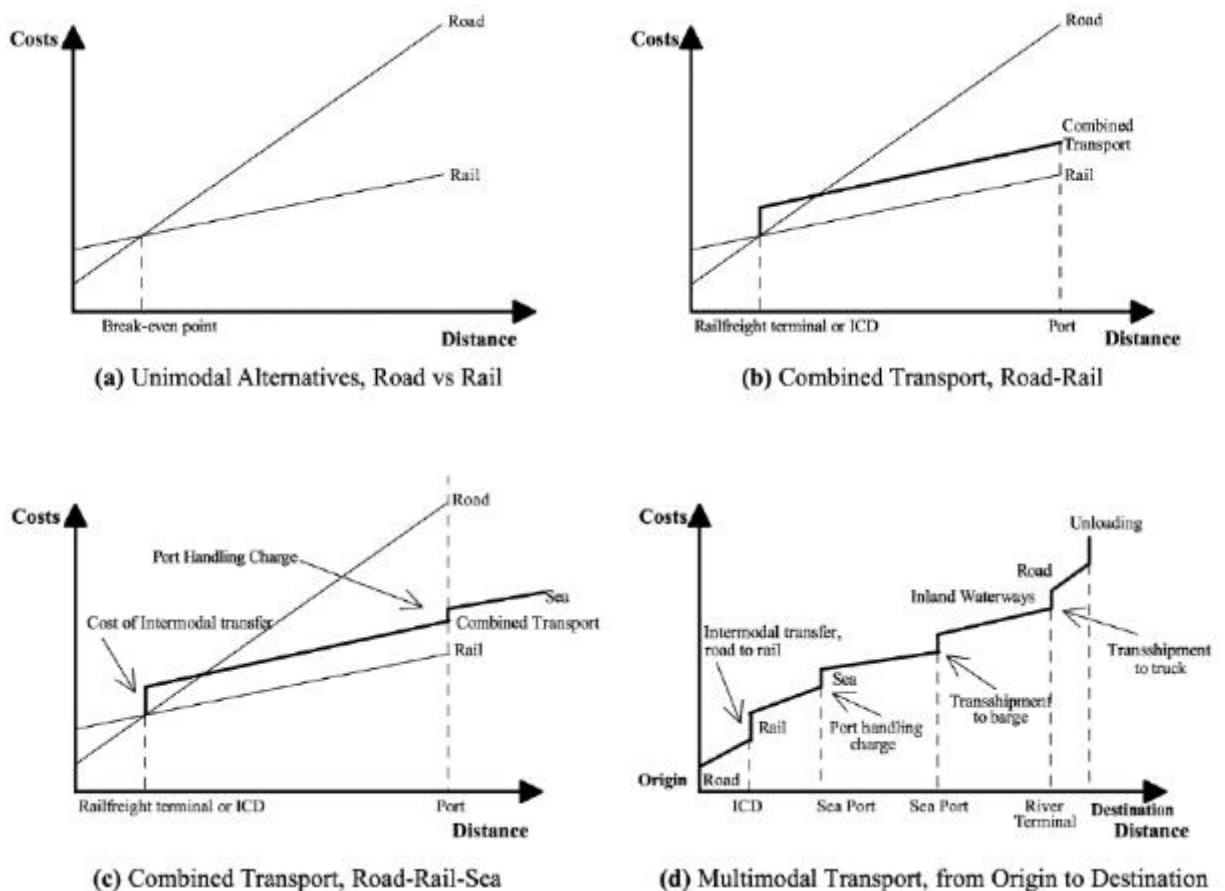 Costs
Road
Rail
Break-even point
Distance
(a) Unimodal Alternatives, Road vs Rail
Costs
Road
Combined
Transport
Rail
Railfreight terminal or ICD
Port
Distance
(b) Combined Transport, Road-Rail
Costs
Road
Port Handling Charge
Sea
Cost of Intermodal transfer
Combined Transport
Rail
Railfreight terminal or ICD
Port
Distance
(c) Combined Transport, Road-Rail-Sea
Costs
Unloading
Road
Inland Waterways
Intermodal transfer,
road to rail
Transshipment
to truck
Sea
Transhipment
to barge
Rail
Port handling
charge
Origin
Road
ICD
Sea Port
Sea Port
River
Terminal
Destination
Distance
(d) Multimodal Transport, from Origin to Destination